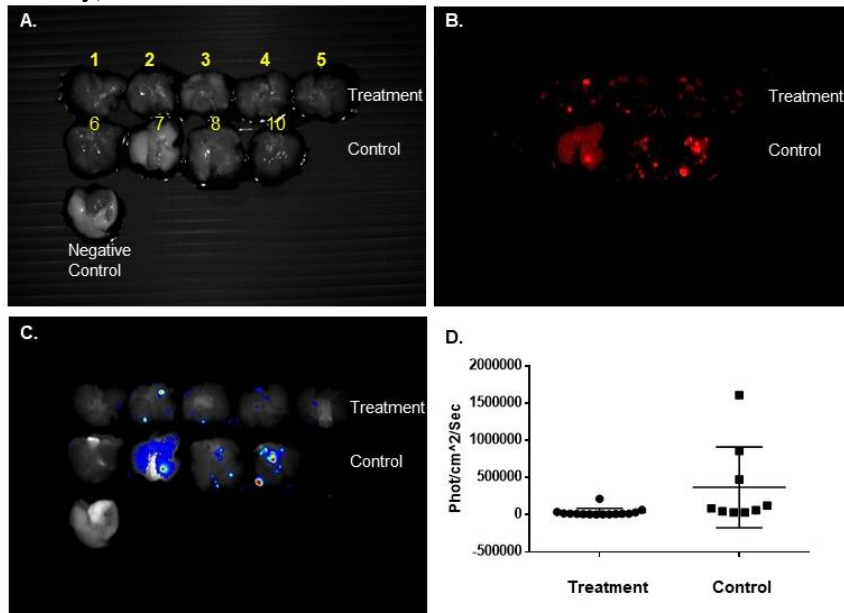 A.
1 2 3 4 5
Treatment
6 7 8 10
Control
Negative
Control
B.
Treatment
Control
C.
Treatment
Control
D.
2000000
1500000
1000000
500000
0
-500000
Phot/cm^2/Sec
Treatment Control